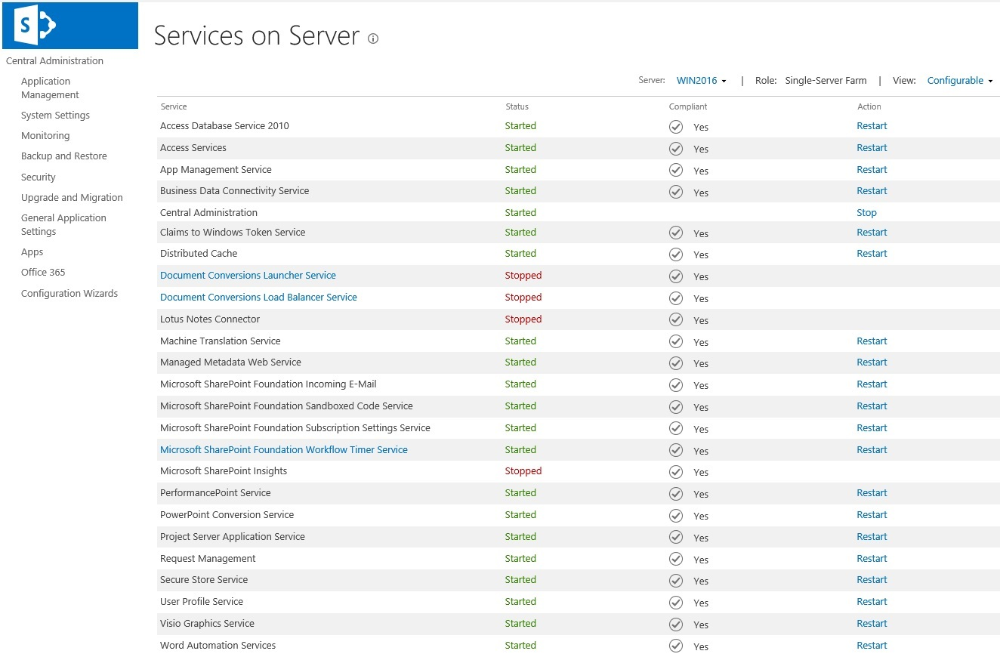 S
Services on Server
Central Administration
Application
Management
System Settings
Monitoring
Backup and Restore
Security
Upgrade and Migration
General Application
Settings
Apps
Office 365
Configuration Wizards
Server: WIN2016 | Role: Single-Server Farm | View: Configurable
Service Status Compliant Action
Access Database Service 2010 Started Yes Restart
Access Services Started Yes Restart
App Management Service Started Yes Restart
Business Data Connectivity Service Started Yes Restart
Central Administration Started Stop
Claims to Windows Token Service Started Yes Restart
Distributed Cache Started Yes Restart
Document Conversions Launcher Service Stopped Yes
Document Conversions Load Balancer Service Stopped Yes
Lotus Notes Connector Stopped Yes
Machine Translation Service Started Yes Restart
Managed Metadata Web Service Started Yes Restart
Microsoft SharePoint Foundation Incoming E-Mail Started Yes Restart
Microsoft SharePoint Foundation Sandboxed Code Service Started Yes Restart
Microsoft SharePoint Foundation Subscription Settings Service Started Yes Restart
Microsoft SharePoint Foundation Workflow Timer Service Started Yes Restart
Microsoft SharePoint Insights Stopped Yes
PerformancePoint Service Started Yes Restart
PowerPoint Conversion Service Started Yes Restart
Project Server Application Service Started Yes Restart
Request Management Started Yes Restart
Secure Store Service Started Yes Restart
User Profile Service Started Yes Restart
Visio Graphics Service Started Yes Restart
Word Automation Services Started Yes Restart